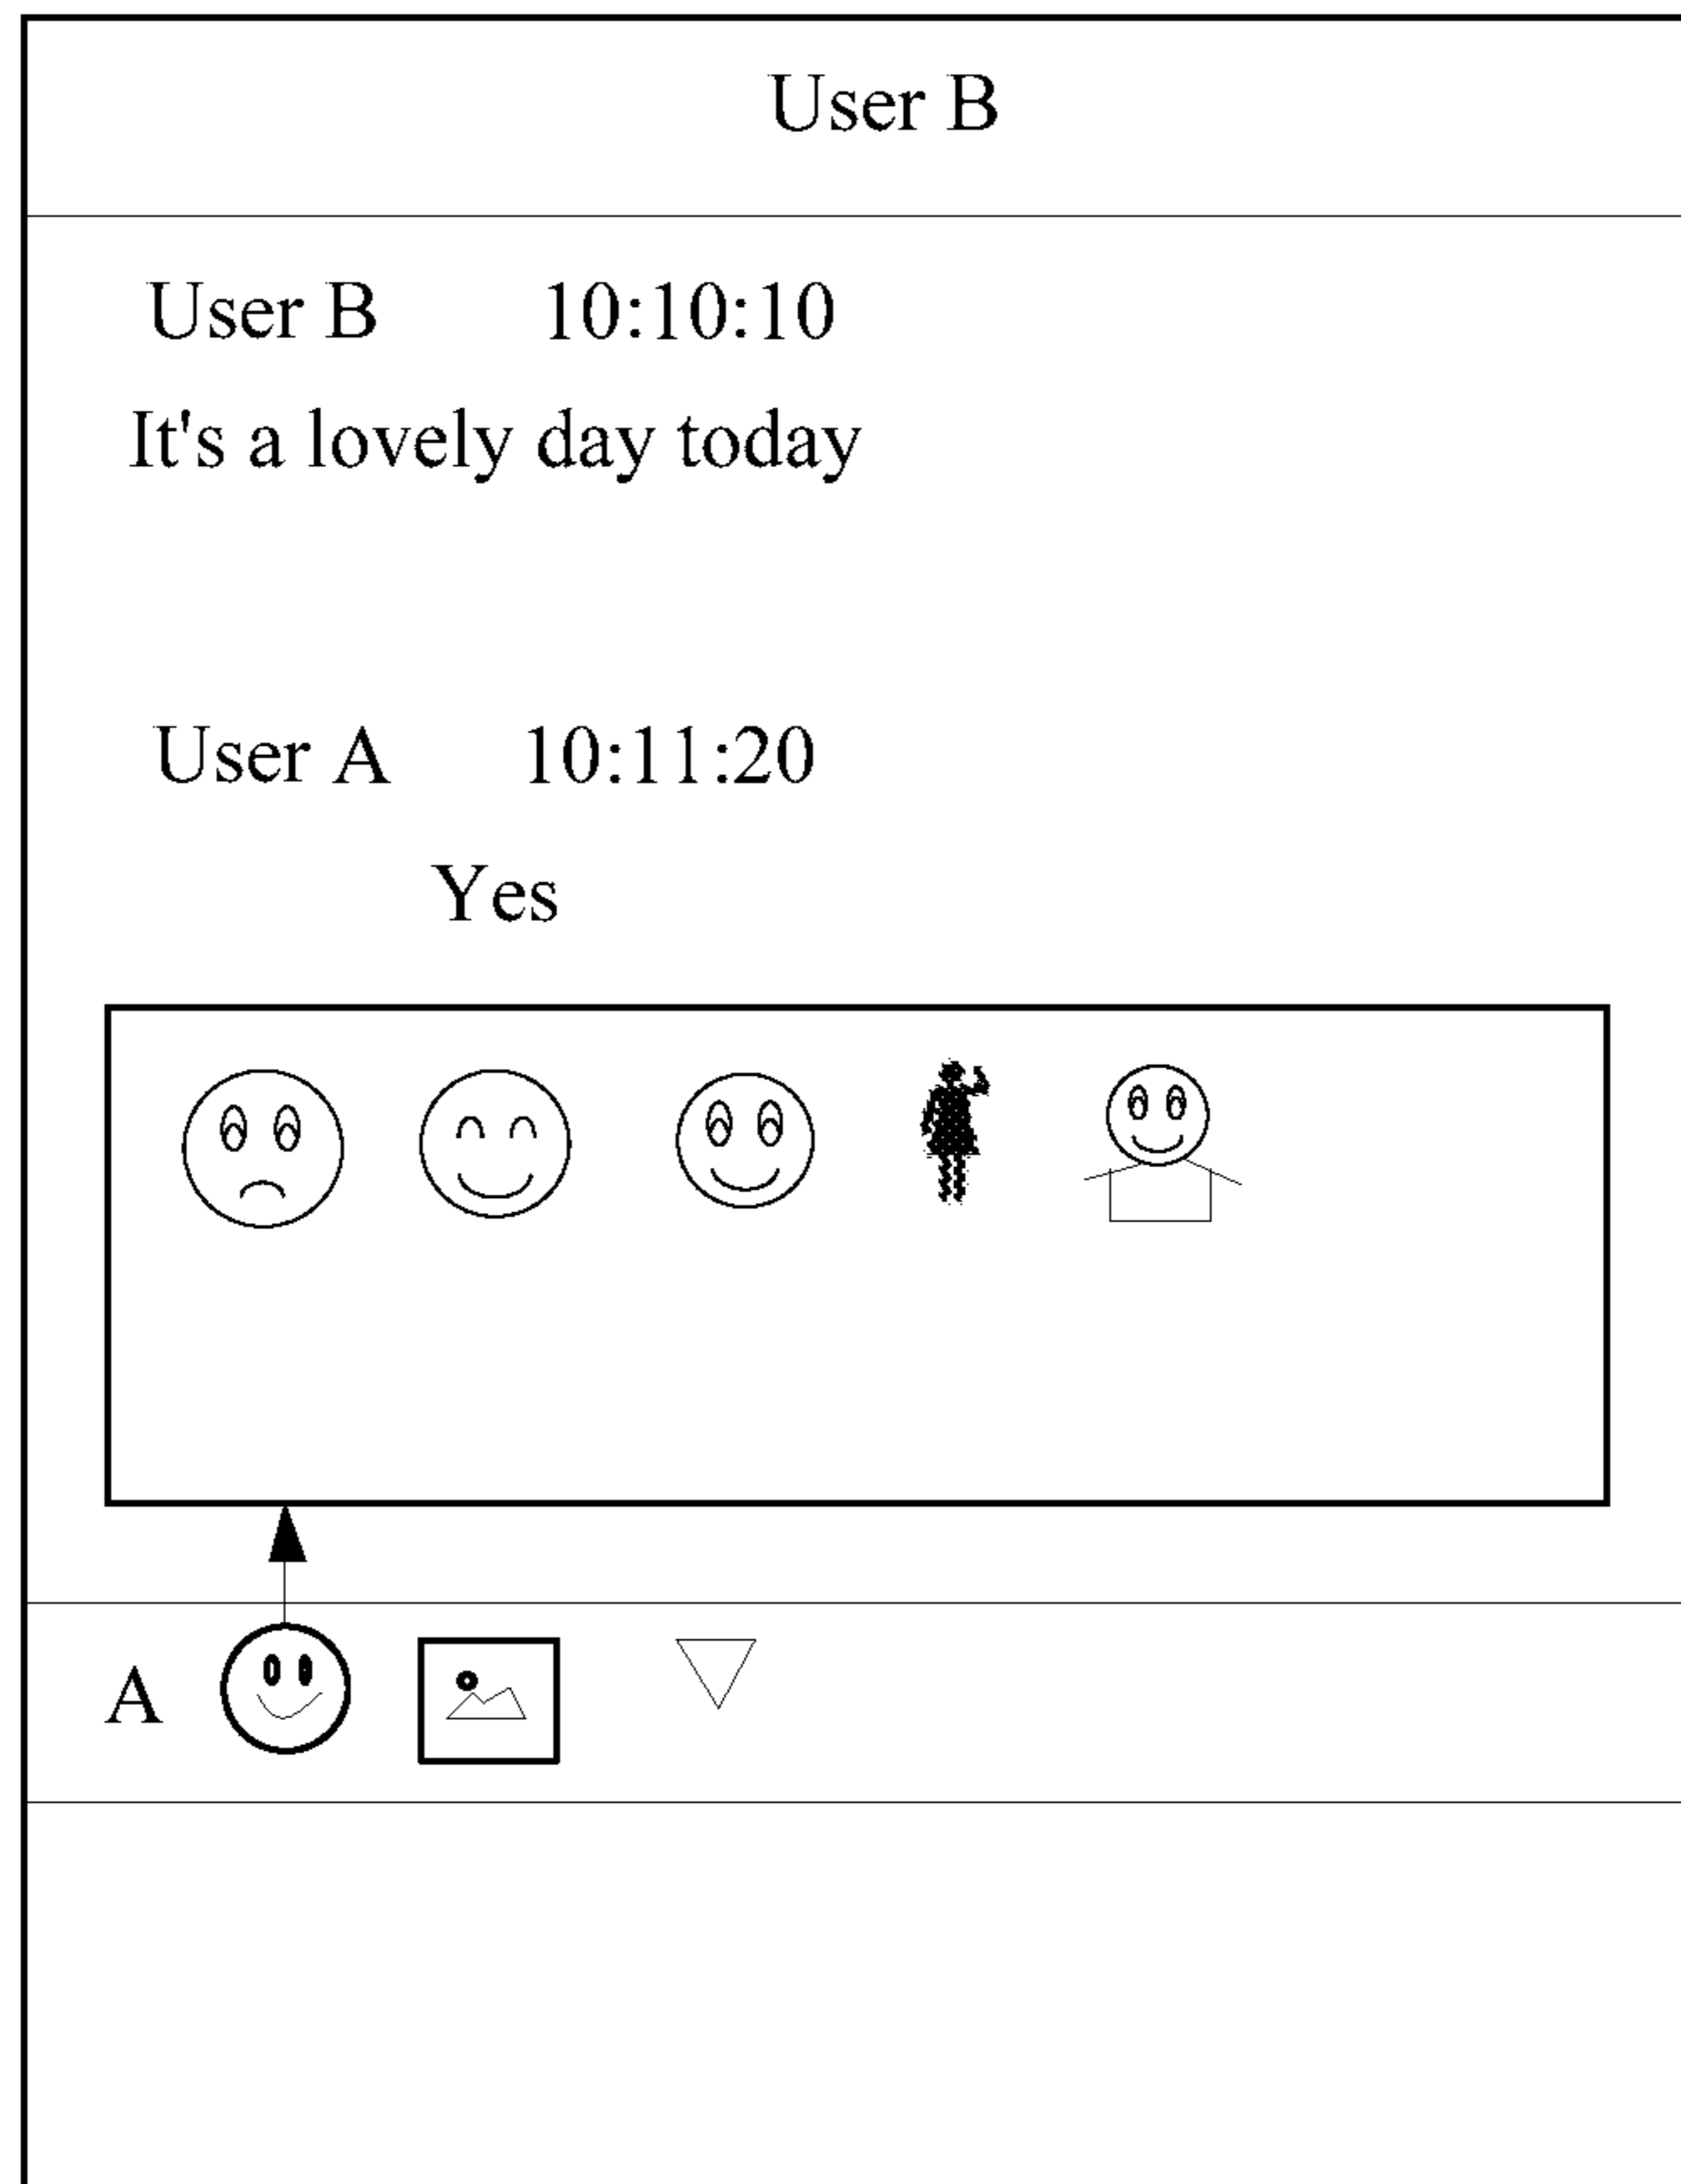 User B
User B 10:10:10
It's a lovely day today
User A 10:11:20
Yes
A